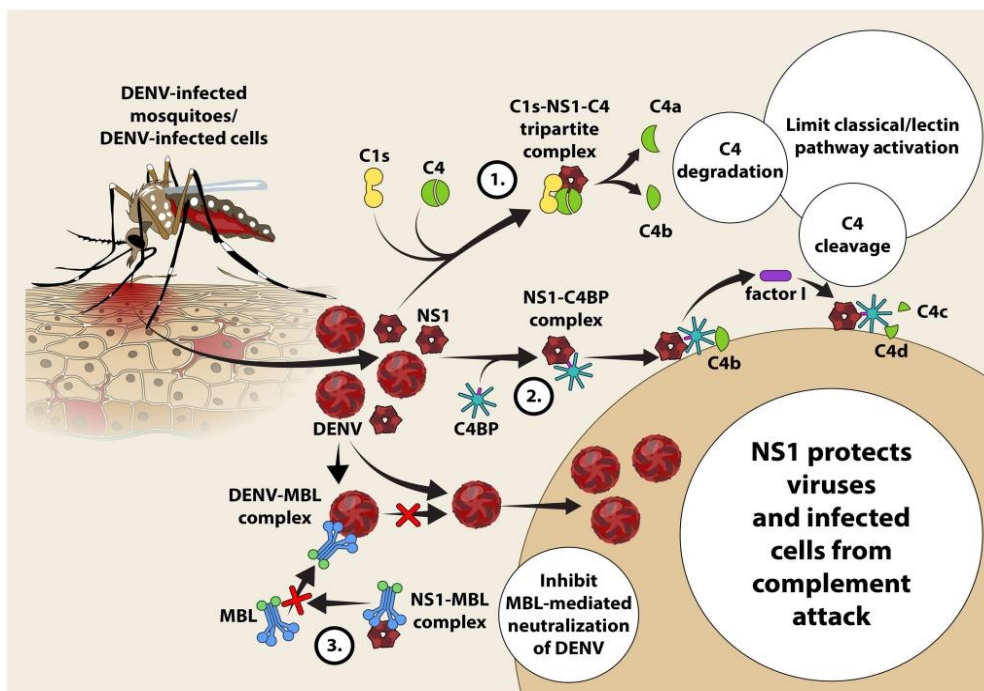 DENV-infected
mosquitoes/
DENV-infected cells
C1s
C4
1.
C1s-NS1-C4
tripartite
complex
C4a
C4b
C4
degradation
Limit classical/lectin
pathway activation
C4
cleavage
NS1
DENV
C4BP
2.
NS1-C4BP
complex
C4b
factor I
C4c
C4d
DENV-MBL
complex
MBL
3.
NS1-MBL
complex
Inhibit
MBL-mediated
neutralization
of DENV
NS1 protects
viruses
and infected
cells from
complement
attack